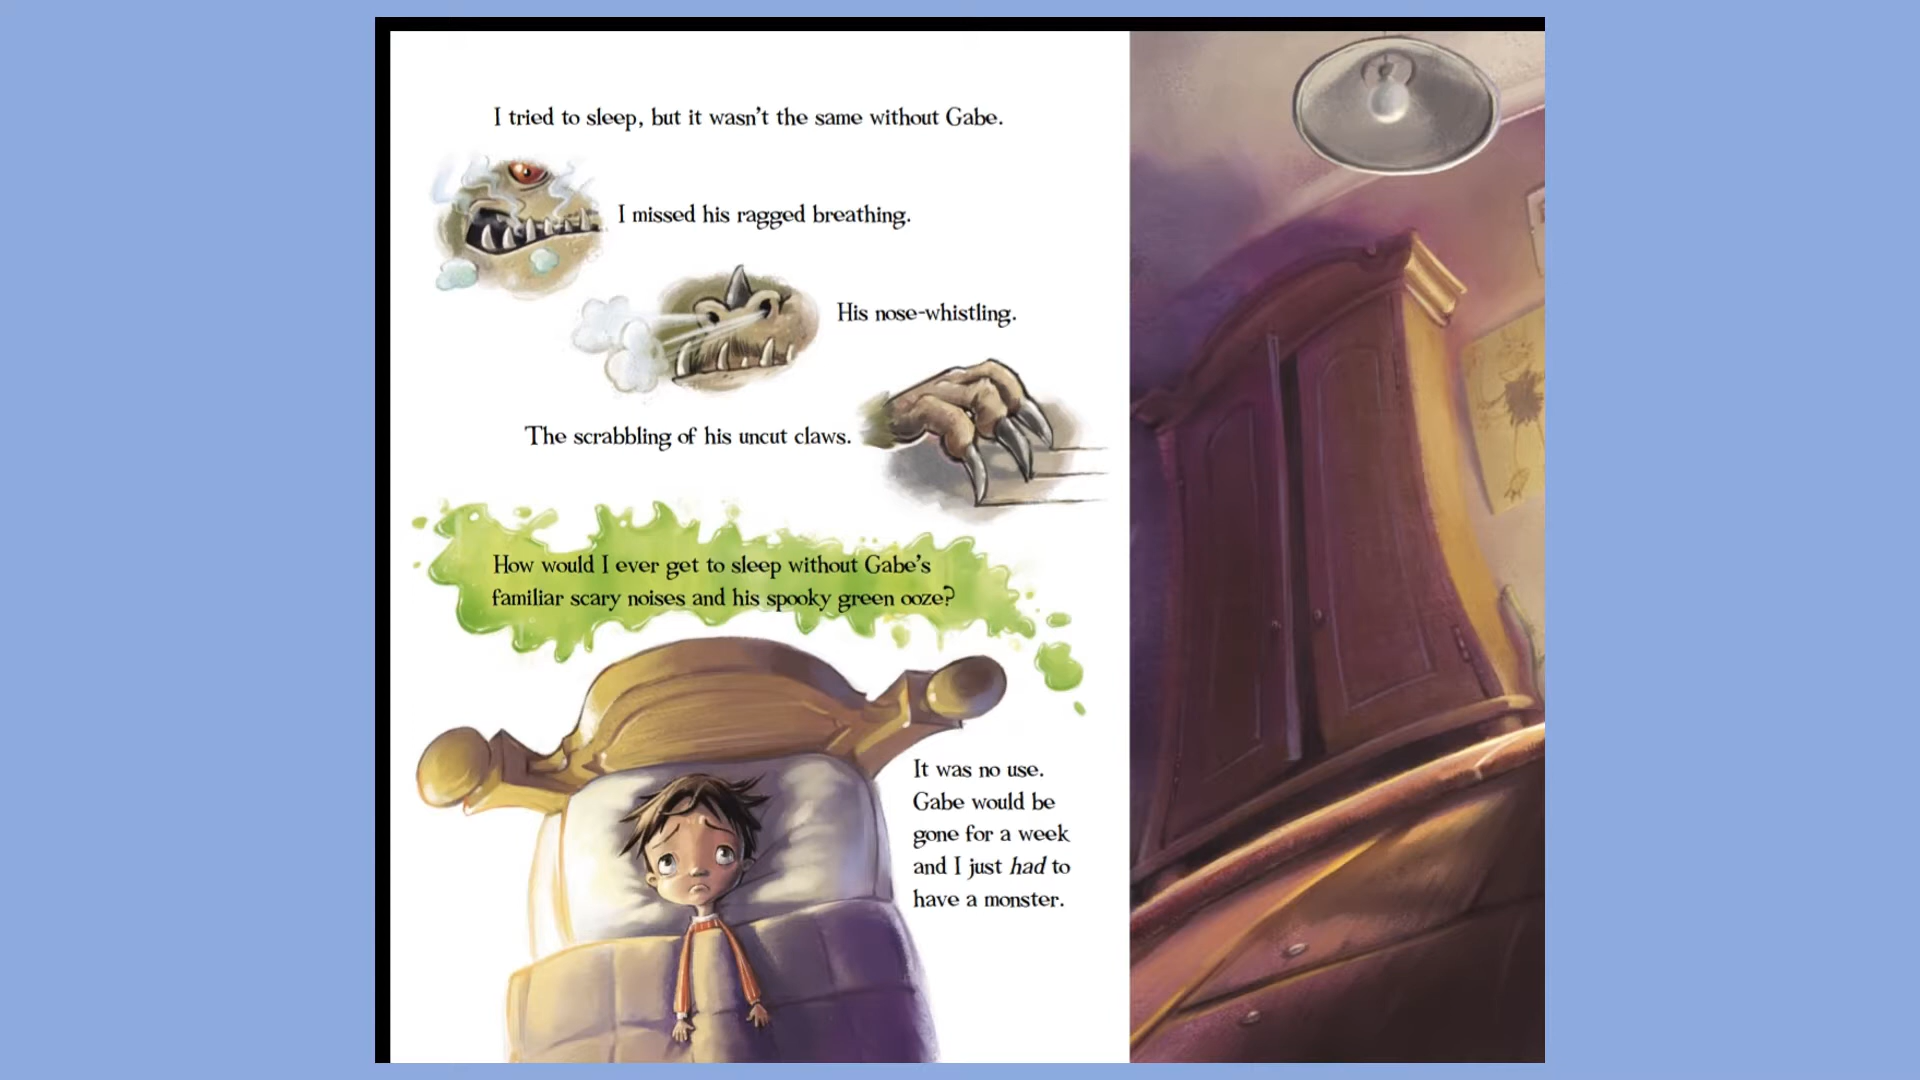 I tried to sleep, but it wasn't the same without Gabe.
I missed his ragged breathing.
His nose-whistling.
The scrabbling of his uncut claws.
How would I ever get to sleep without Gabe's
familiar scary noises and his spooky green ooze?
It was no use.
Gabe would be
gone for a week
and I just had to
have a monster.